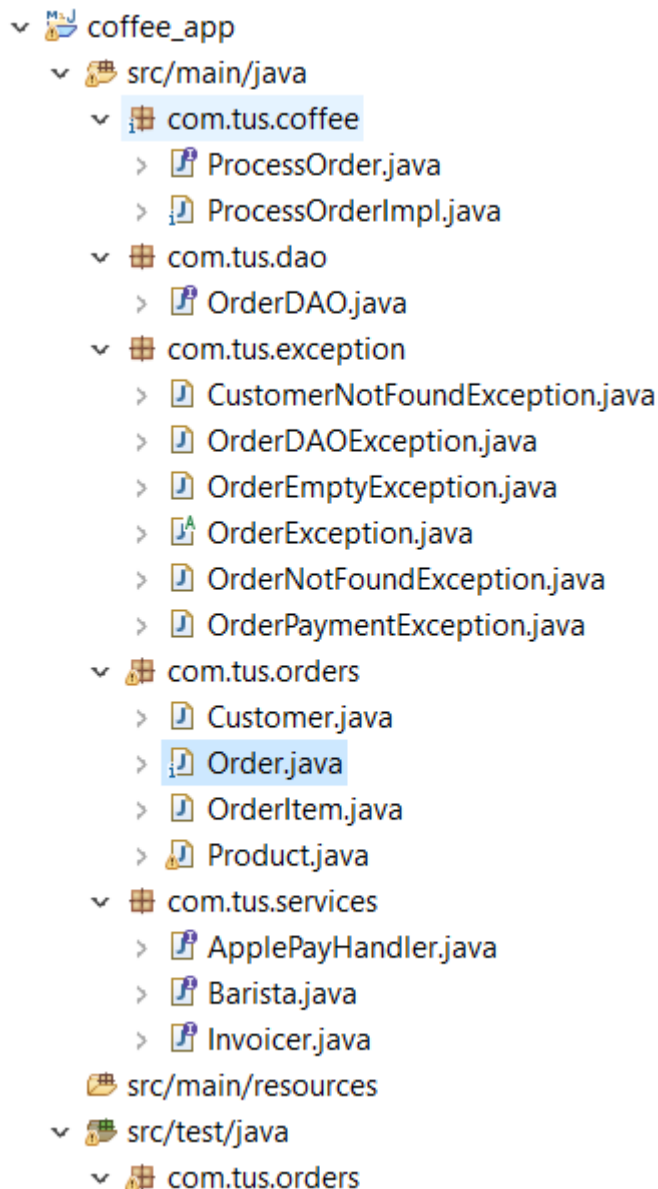 coffee_app
src/main/java
com.tus.coffee
ProcessOrder.java
ProcessOrderImpl.java
com.tus.dao
OrderDAO.java
com.tus.exception
CustomerNotFoundException.java
OrderDAOException.java
OrderEmptyException.java
OrderException.java
OrderNotFoundException.java
OrderPaymentException.java
com.tus.orders
Customer.java
Order.java
OrderItem.java
Product.java
com.tus.services
ApplePayHandler.java
Barista.java
Invoicer.java
src/main/resources
src/test/java
com.tus.orders